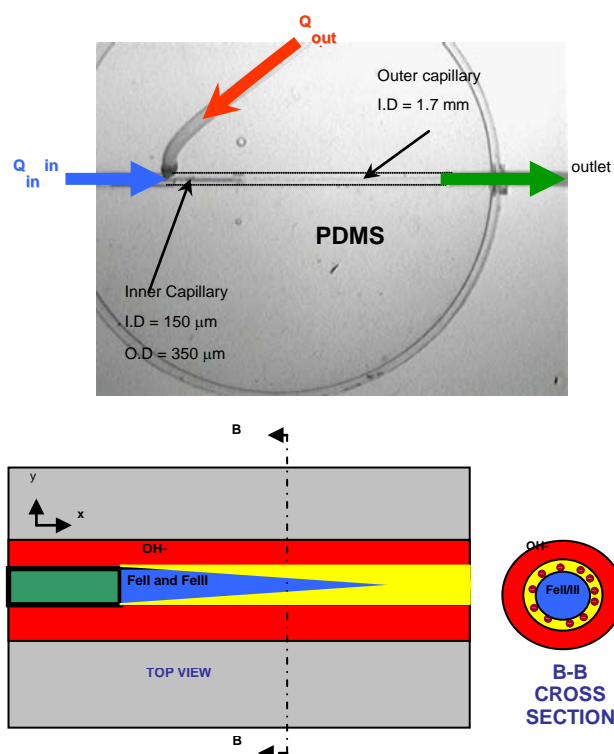 Q out
Outer capillary
I.D = 1.7 mm
Q in
in
outlet
PDMS
Inner Capillary
I.D = 150 μm
O.D = 350 μm
B
y
x
OH-
OH-
FeII and FeIII
FeII/III
TOP VIEW
B-B
CROSS
SECTION
B